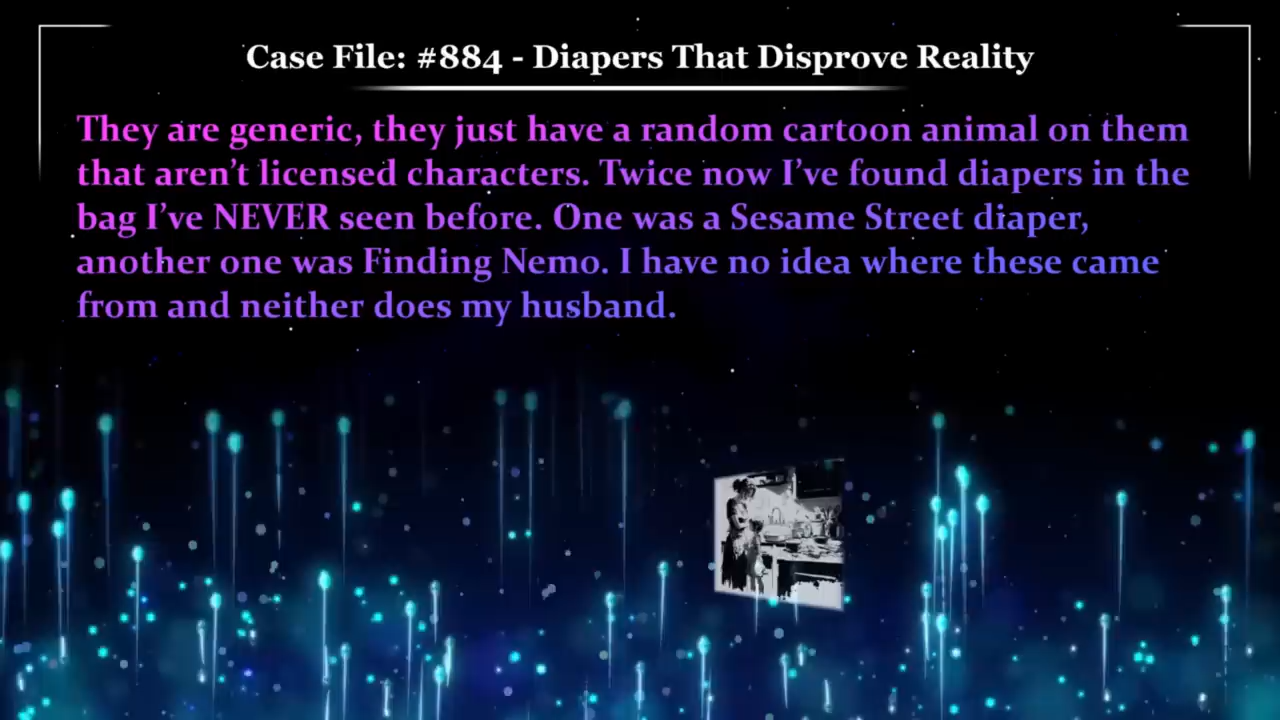 Case File: #884 - Diapers That Disprove Reality
They are generic, they just have a random cartoon animal on them
that aren’t licensed characters. Twice now I’ve found diapers in the
bag I’ve NEVER seen before. One was a Sesame Street diaper,
another one was Finding Nemo. I have no idea where these came
from and neither does my husband.